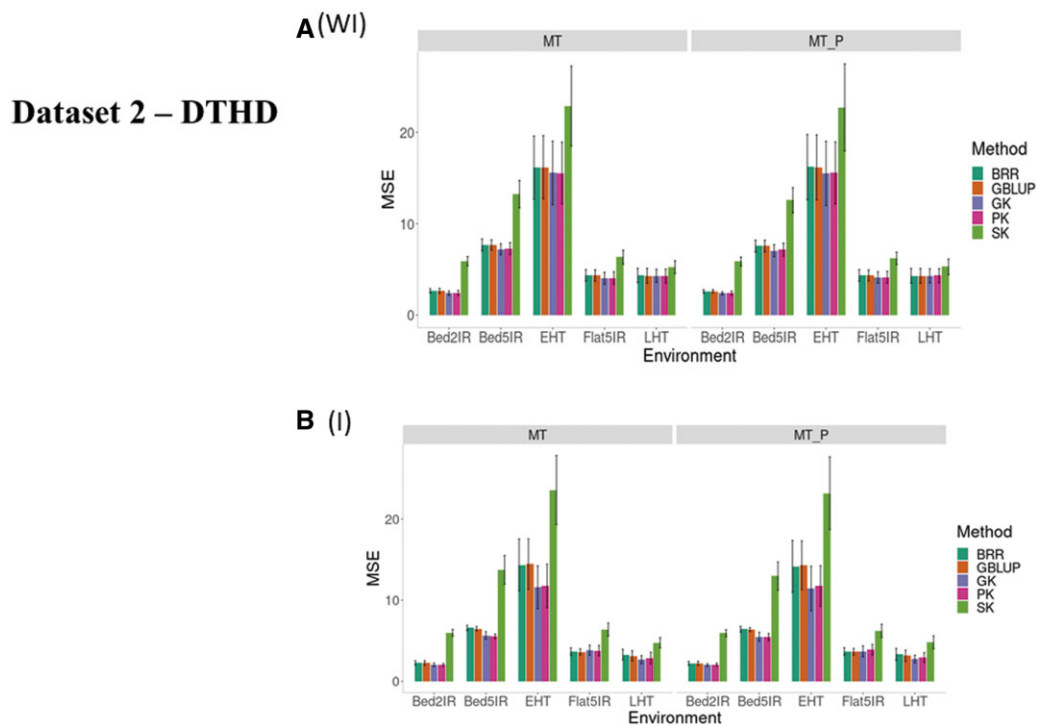 A (WI)
Dataset 2 – DTHD
MT
MT_P
MSE
20
10
0
Bed2IR Bed5IR EHT Flat5IR LHT
Bed2IR Bed5IR EHT Flat5IR LHT
Environment
Method
BRR
GBLUP
GK
PK
SK
B (I)
MT
MT_P
MSE
20
10
0
Bed2IR Bed5IR EHT Flat5IR LHT
Bed2IR Bed5IR EHT Flat5IR LHT
Environment
Method
BRR
GBLUP
GK
PK
SK